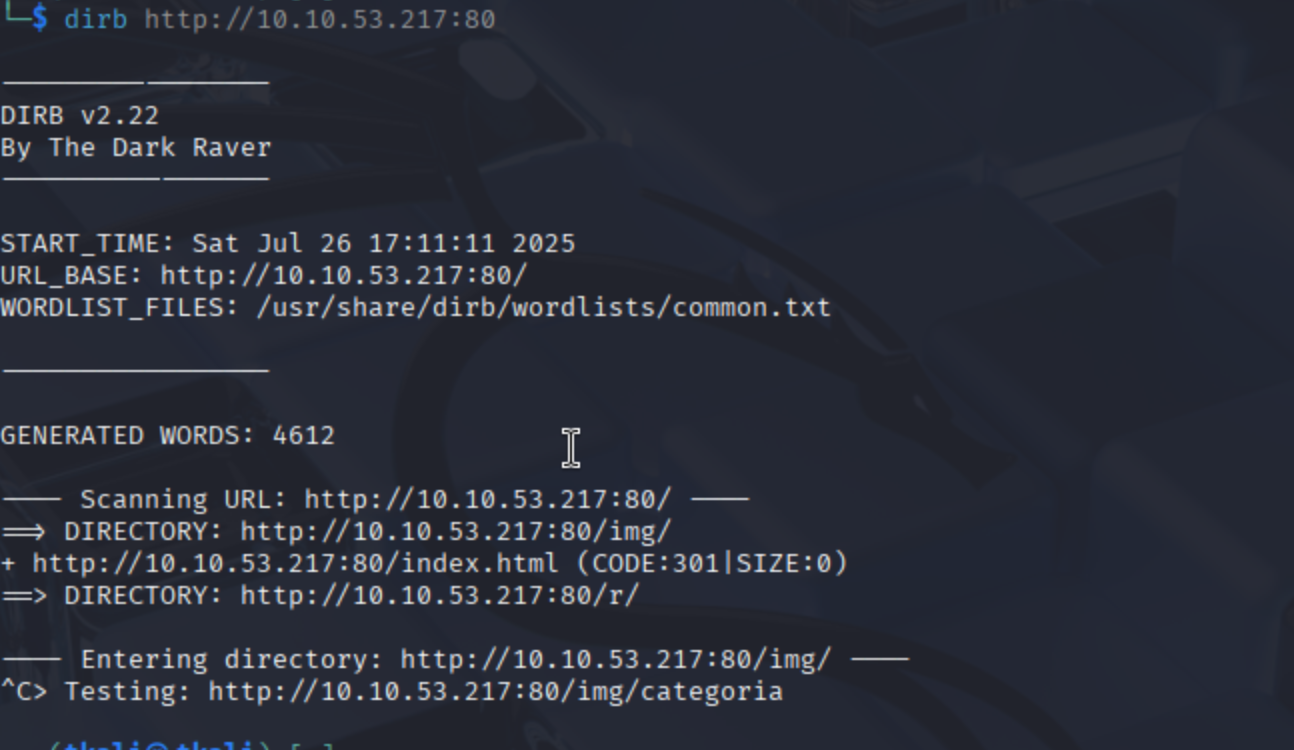 └─$ dirb http://10.10.53.217:80
—————————————————
DIRB v2.22
By The Dark Raver
—————————————————
START_TIME: Sat Jul 26 17:11:11 2025
URL_BASE: http://10.10.53.217:80/
WORDLIST_FILES: /usr/share/dirb/wordlists/common.txt
—————————————————
GENERATED WORDS: 4612
—— Scanning URL: http://10.10.53.217:80/ ——
==> DIRECTORY: http://10.10.53.217:80/img/
+ http://10.10.53.217:80/index.html (CODE:301|SIZE:0)
==> DIRECTORY: http://10.10.53.217:80/r/
—— Entering directory: http://10.10.53.217:80/img/ ——
^C> Testing: http://10.10.53.217:80/img/categoria